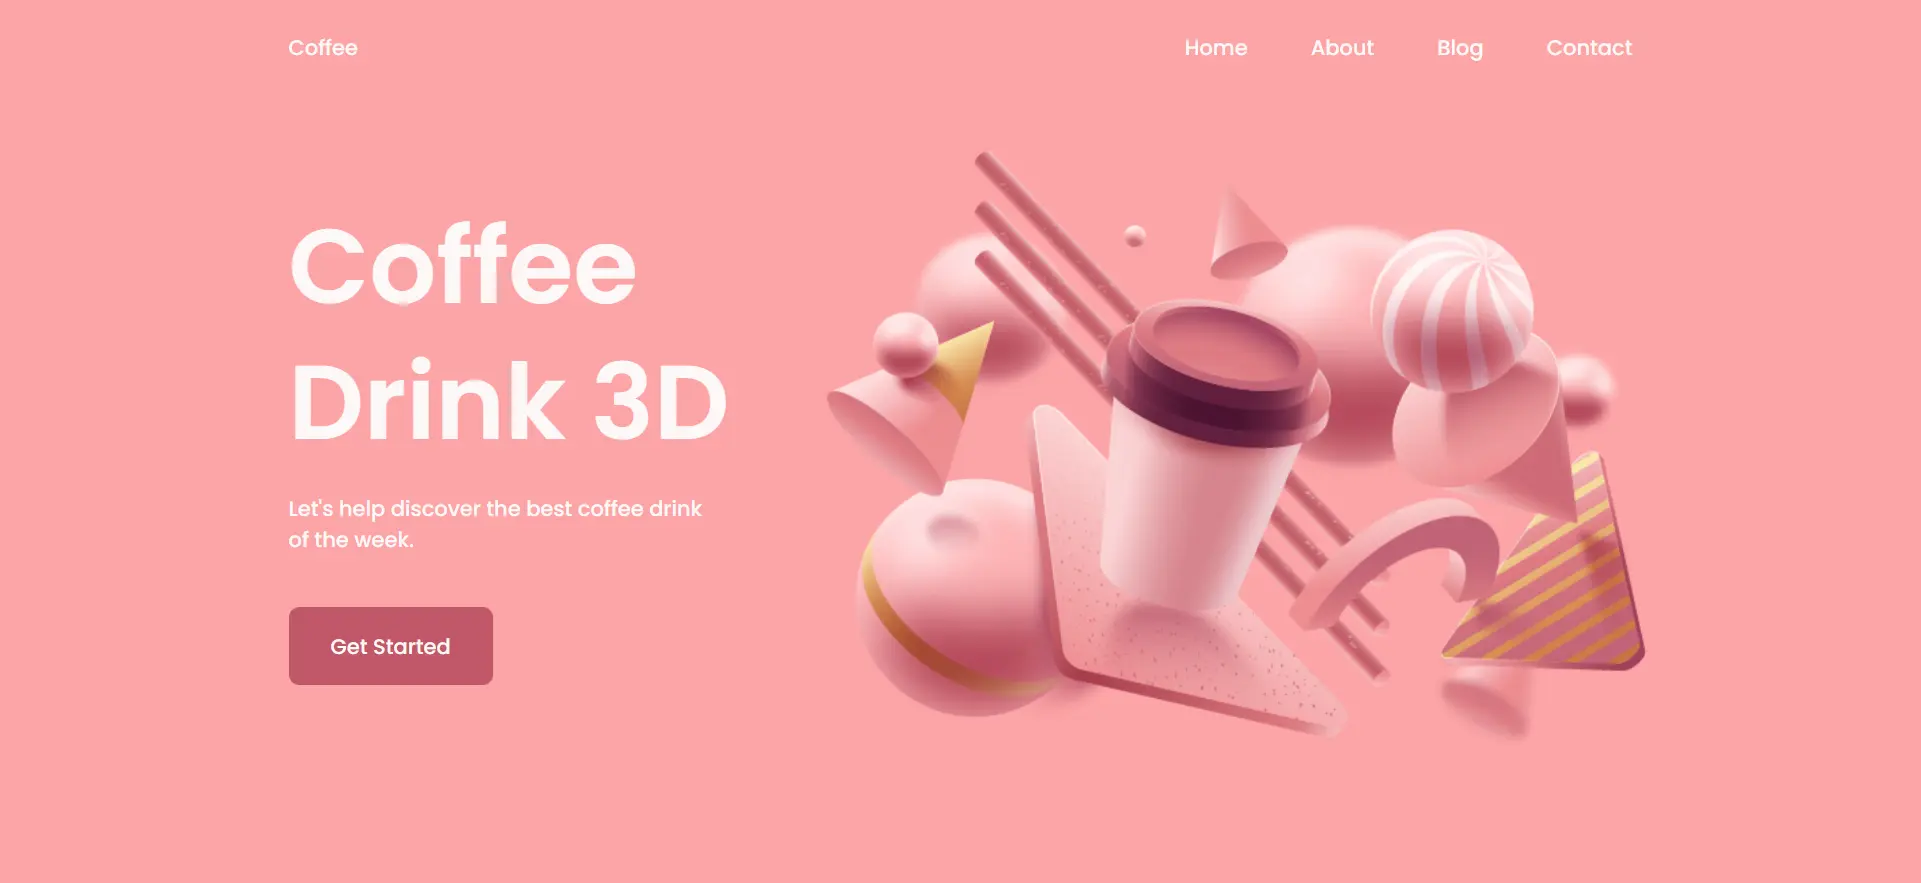 Coffee
Home About Blog Contact
Coffee
Drink 3D
Let's help discover the best coffee drink
of the week.
Get Started